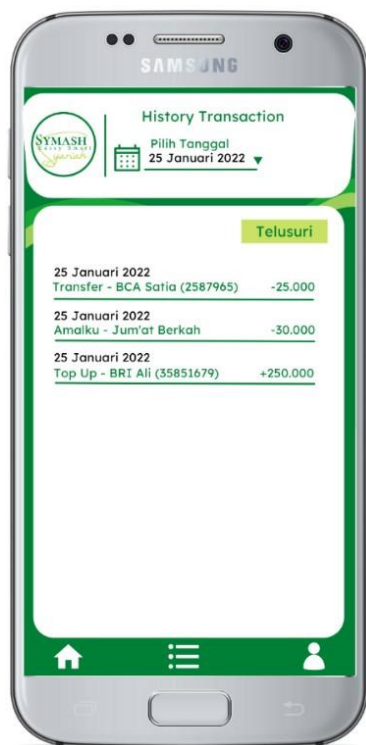 SAMSUNG
History Transaction
SYMASH
Syariah
Pilih Tanggal
25 Januari 2022
Telusuri
25 Januari 2022
Transfer - BCA Satia (2587965) -25.000
25 Januari 2022
Amalku - Jum'at Berkah -30.000
25 Januari 2022
Top Up - BRI Ali (35851679) +250.000